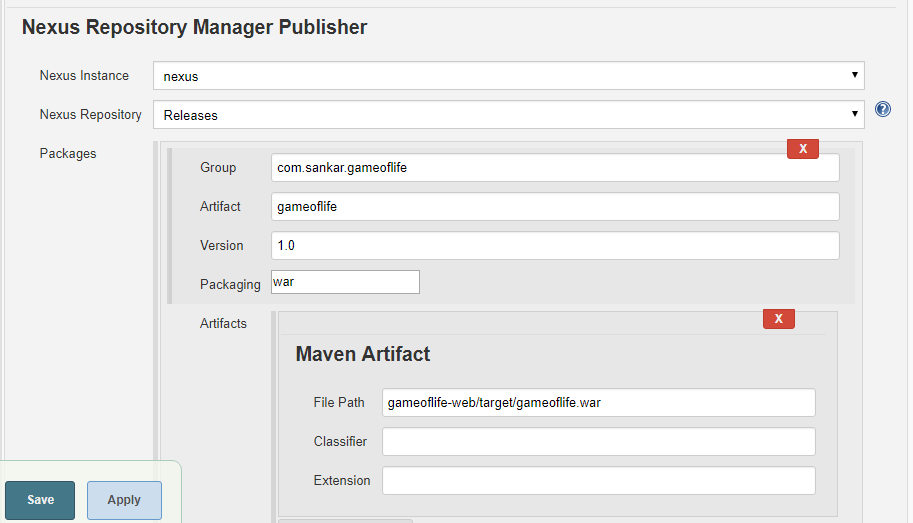 Nexus Repository Manager Publisher
Nexus Instance nexus
Nexus Repository Releases
Packages
X
Group com.sankar.gameoflife
Artifact gameoflife
Version 1.0
Packaging war
Artifacts
X
Maven Artifact
File Path gameoflife-web/target/gameoflife.war
Classifier
Extension
Save Apply